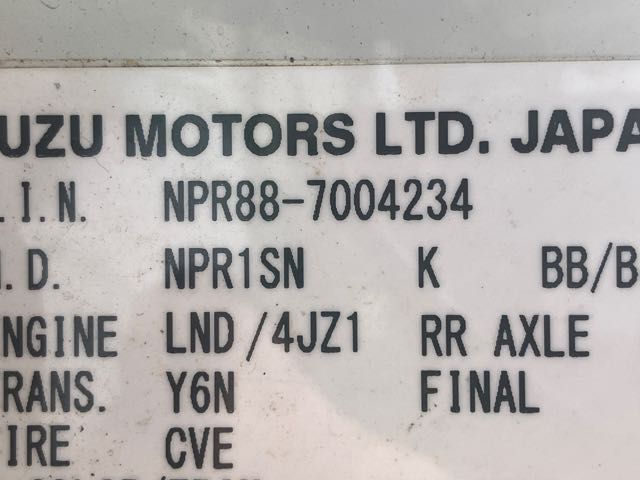 UZU MOTORS LTD. JAPA
.I.N. NPR88-7004234
.D. NPR1SN K BB/B
NGINE LND/4JZ1 RR AXLE
RANS. Y6N FINAL
IRE CVE